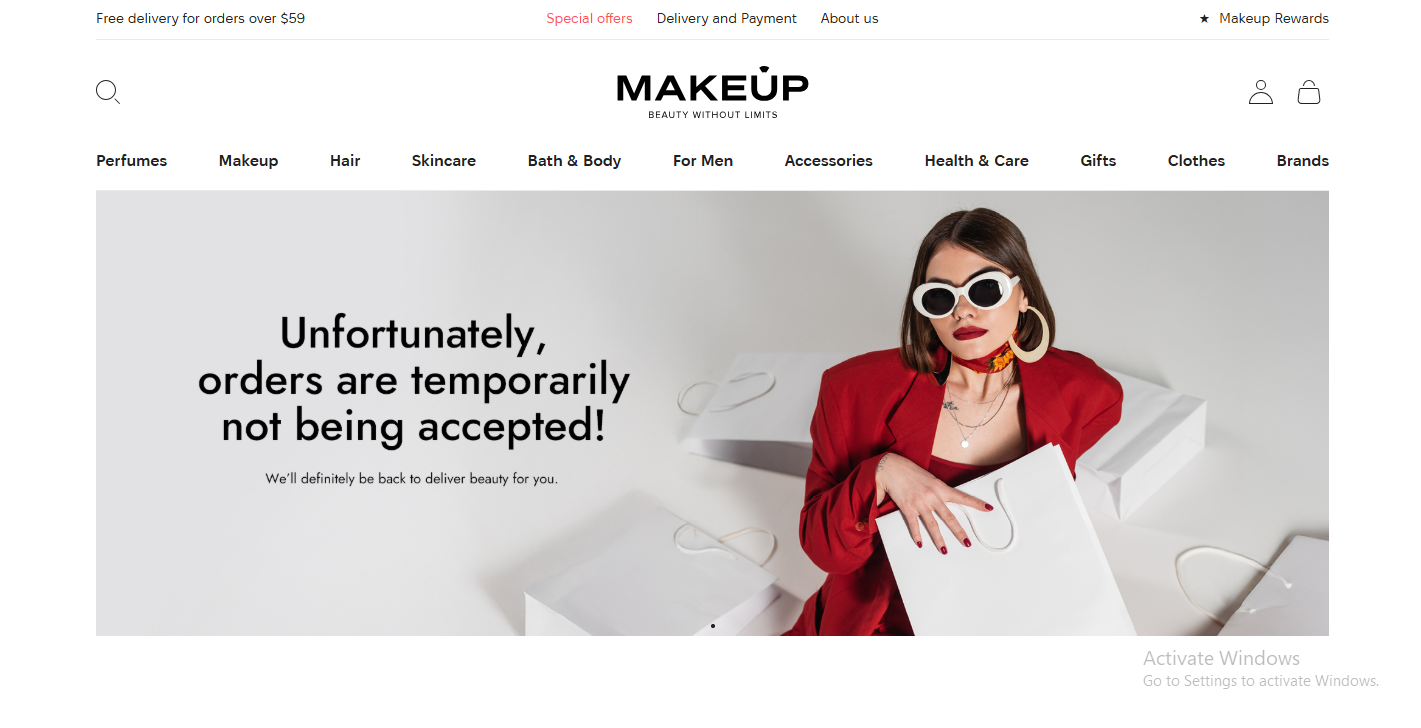 Free delivery for orders over $59
Special offers
Delivery and Payment
About us
★ Makeup Rewards
MAKEUP
BEAUTY WITHOUT LIMITS
Perfumes
Makeup
Hair
Skincare
Bath & Body
For Men
Accessories
Health & Care
Gifts
Clothes
Brands
Unfortunately,
orders are temporarily
not being accepted!
We'll definitely be back to deliver beauty for you.
Activate Windows
Go to Settings to activate Windows.